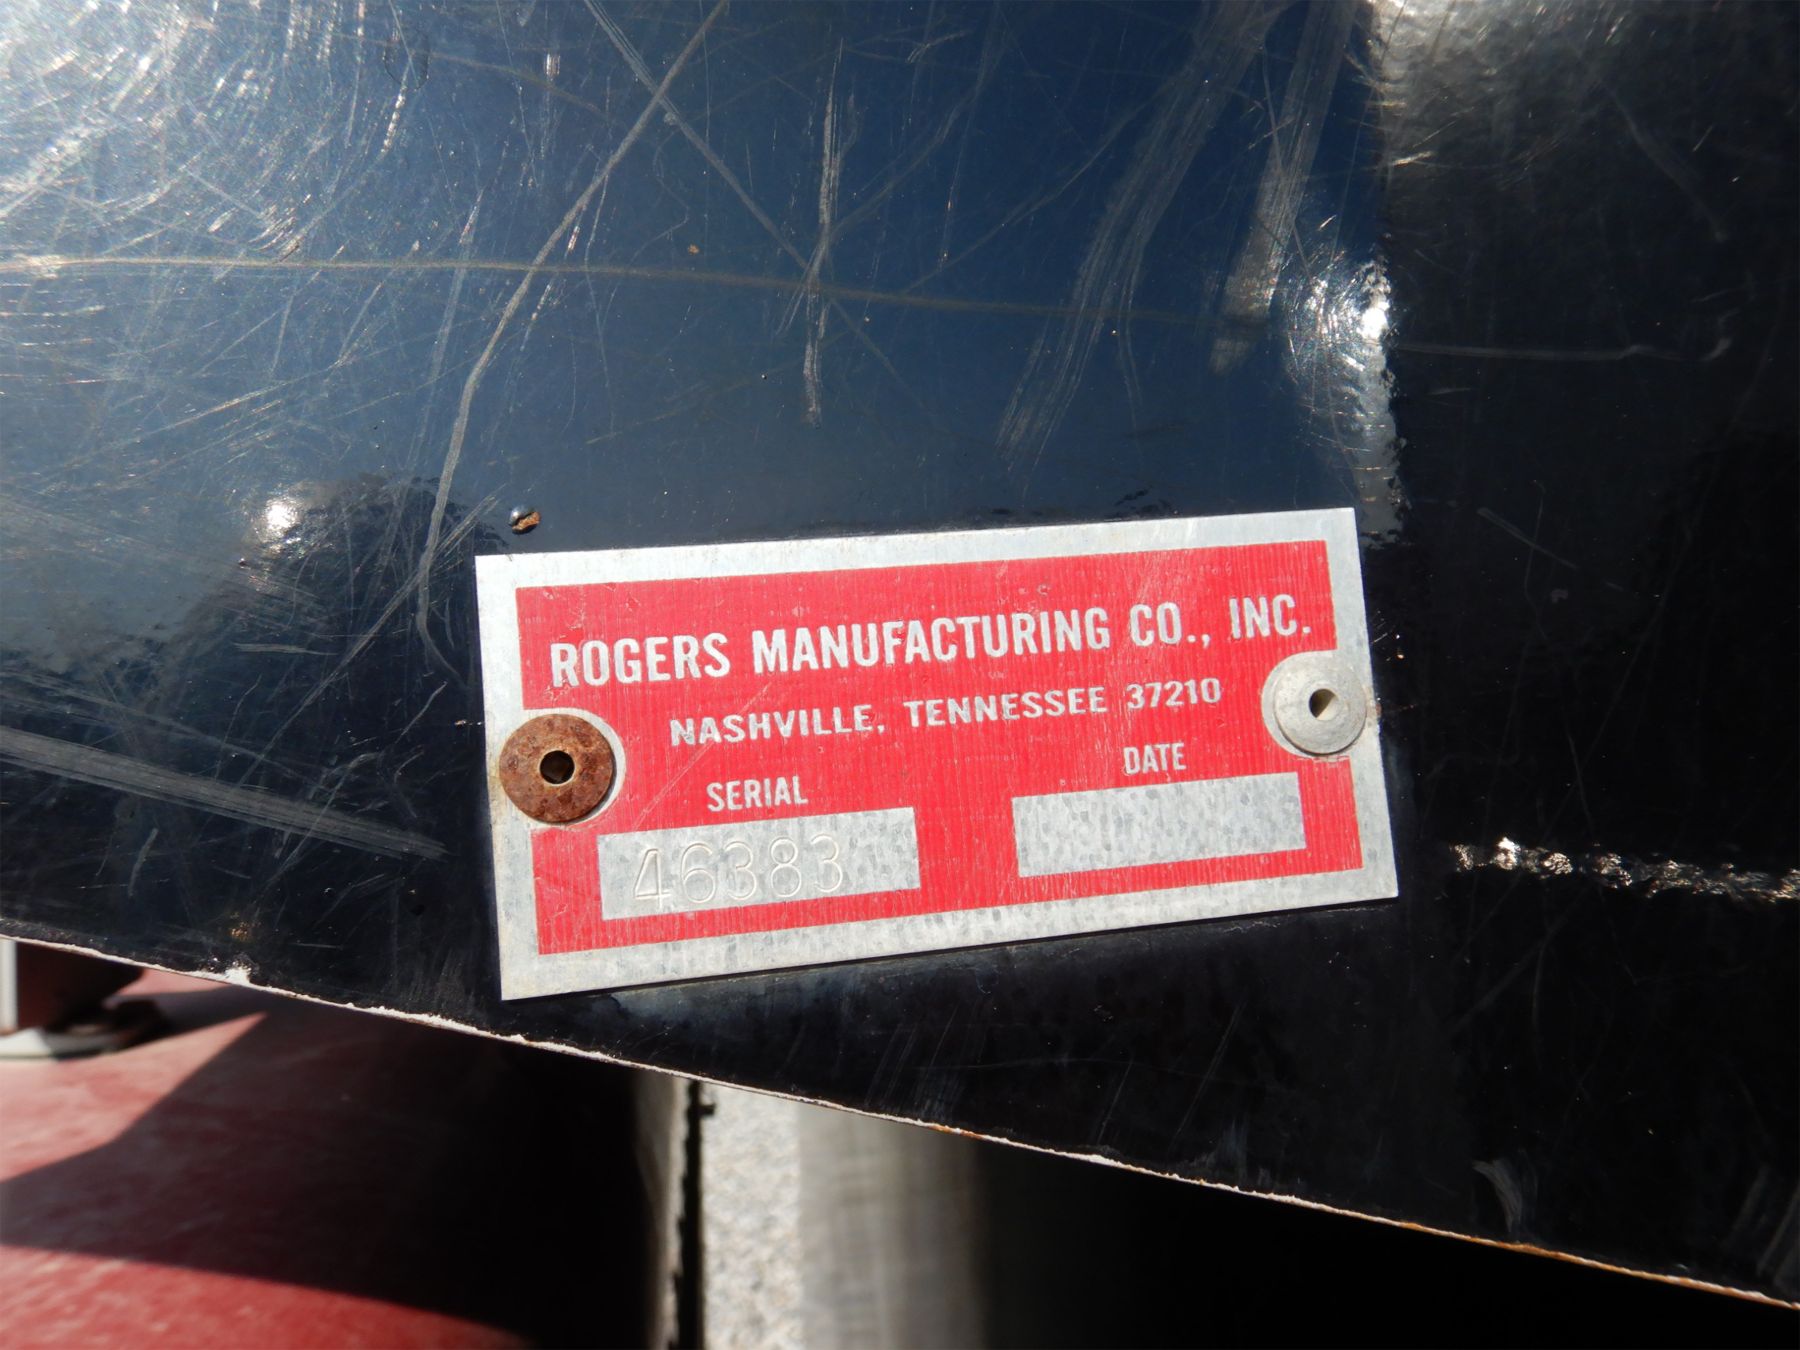 ROGERS MANUFACTURING CO., INC.
NASHVILLE, TENNESSEE 37210
SERIAL DATE
46383